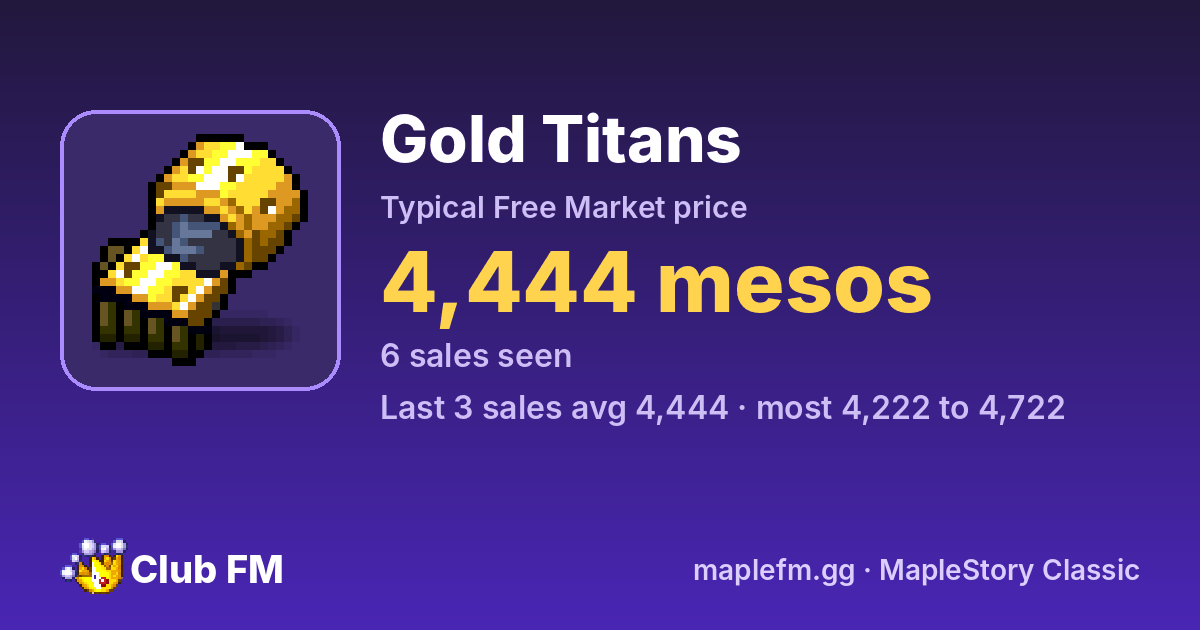 Gold Titans
Typical Free Market price
4,444 mesos
6 sales seen
Last 3 sales avg 4,444 · most 4,222 to 4,722
Club FM
maplefm.gg · MapleStory Classic